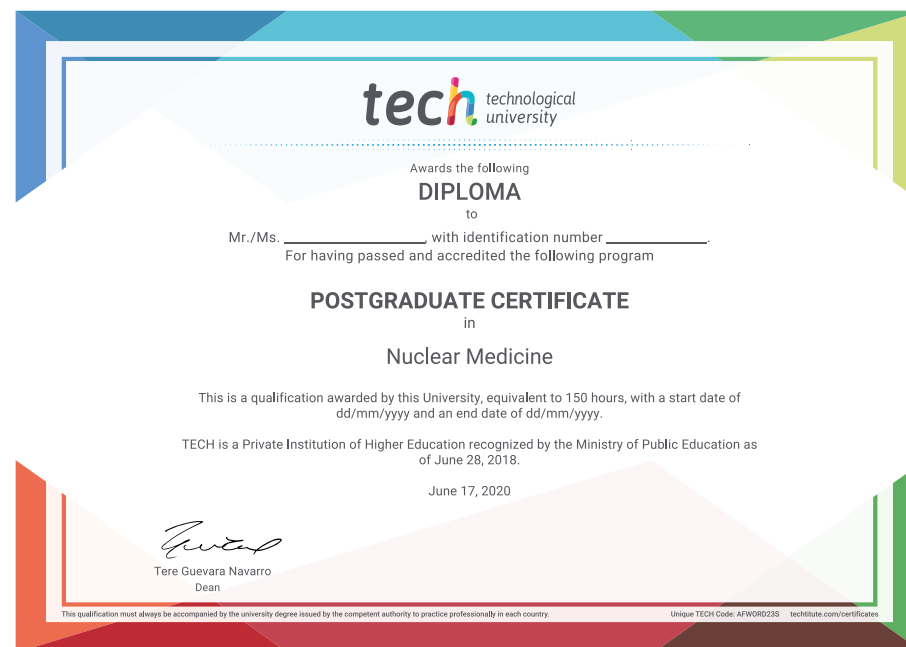 tech technological
university
Awards the following
DIPLOMA
to
Mr./Ms. ____________, with identification number ____________.
For having passed and accredited the following program
POSTGRADUATE CERTIFICATE
in
Nuclear Medicine
This is a qualification awarded by this University, equivalent to 150 hours, with a start date of
dd/mm/yyyy and an end date of dd/mm/yyyy.
TECH is a Private Institution of Higher Education recognized by the Ministry of Public Education as
of June 28, 2018.
June 17, 2020
Tere Guevara Navarro
Dean
This qualification must always be accompanied by the university degree issued by the competent authority to practice professionally in each country. Unique TECH Code: AFWORD23S techtitute.com/certificates